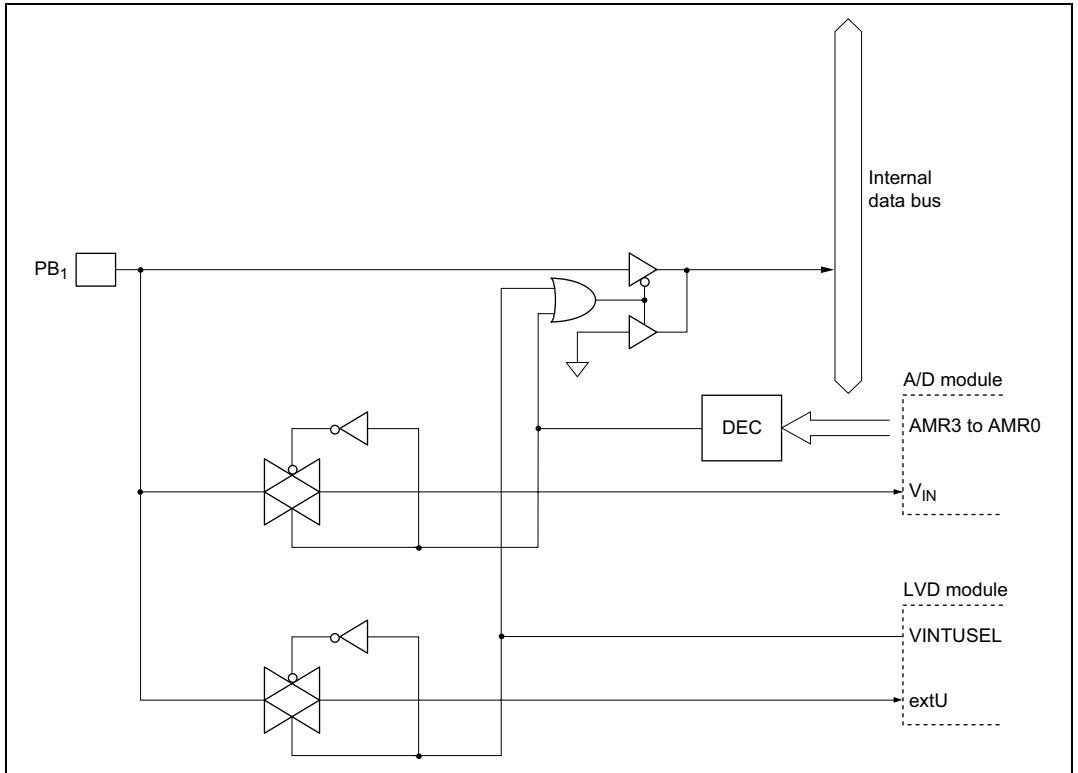 Internal
data bus
PB1
A/D module
DEC
AMR3 to AMR0
VIN
LVD module
VINTUSEL
extU